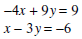 -4x + 9y = 9
x - 3y = -6